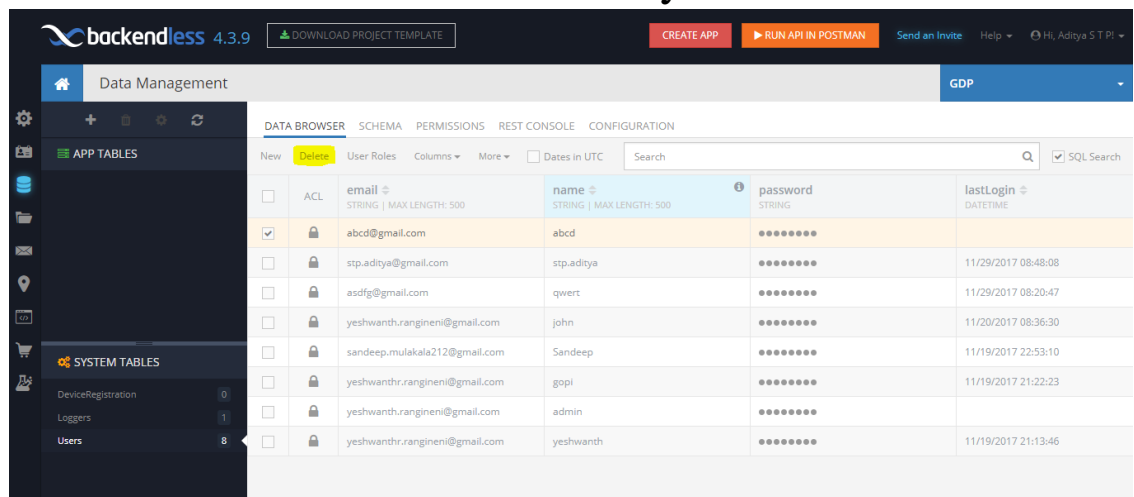 backendless 4.3.9 DOWNLOAD PROJECT TEMPLATE CREATE APP RUN API IN POSTMAN Send an Invite Help Hi, Aditya S T P!
Data Management GDP
DATA BROWSER SCHEMA PERMISSIONS REST CONSOLE CONFIGURATION
APP TABLES
New Delete User Roles Columns More Dates in UTC Search SQL Search
ACL email name password lastLogin
STRING | MAX LENGTH: 500 STRING | MAX LENGTH: 500 STRING DATETIME
abcd@gmail.com abcd ●●●●●●●●
stp.aditya@gmail.com stp.aditya ●●●●●●●● 11/29/2017 08:48:08
asdfg@gmail.com qwert ●●●●●●●● 11/29/2017 08:20:47
yeshwanth.rangineni@gmail.com john ●●●●●●●● 11/20/2017 08:36:30
sandeep.mulakala212@gmail.com Sandeep ●●●●●●●● 11/19/2017 22:53:10
yeshwanthr.rangineni@gmail.com gopi ●●●●●●●● 11/19/2017 21:22:23
yeshwanth.rangineni@gmail.com admin ●●●●●●●●
yeshwanthr.rangineni@gmail.com yeshwanth ●●●●●●●● 11/19/2017 21:13:46
SYSTEM TABLES
DeviceRegistration 0
Loggers 1
Users 8